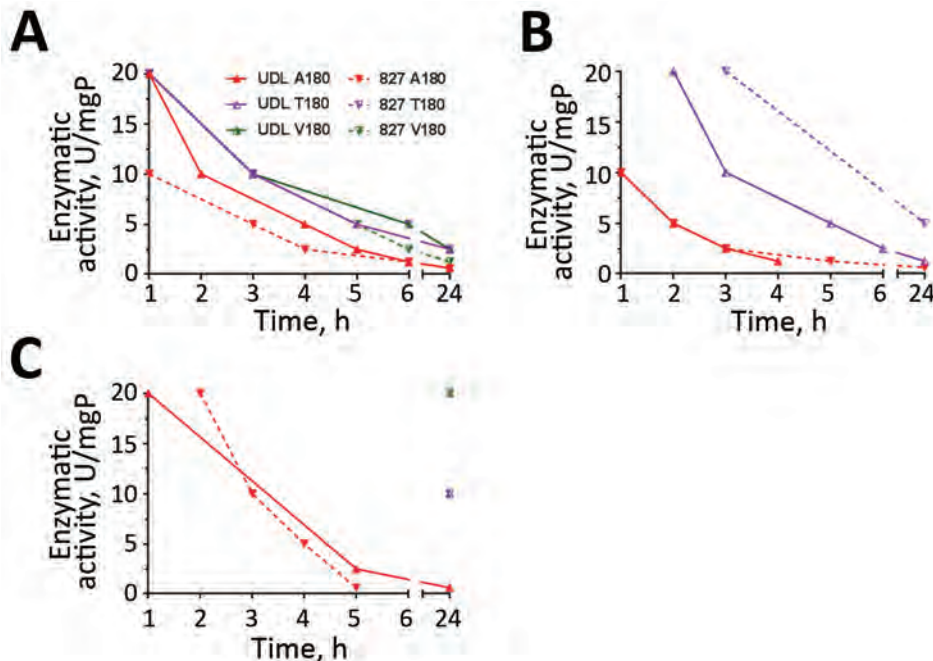 A
Enzymatic
activity, U/mgP
20
15
10
5
0
UDL A180
827 A180
UDL T180
827 T180
UDL V180
827 V180
1 2 3 4 5 6 24
Time, h
B
Enzymatic
activity, U/mgP
20
15
10
5
0
1 2 3 4 5 6 24
Time, h
C
Enzymatic
activity, U/mgP
20
15
10
5
0
1 2 3 4 5 6 24
Time, h